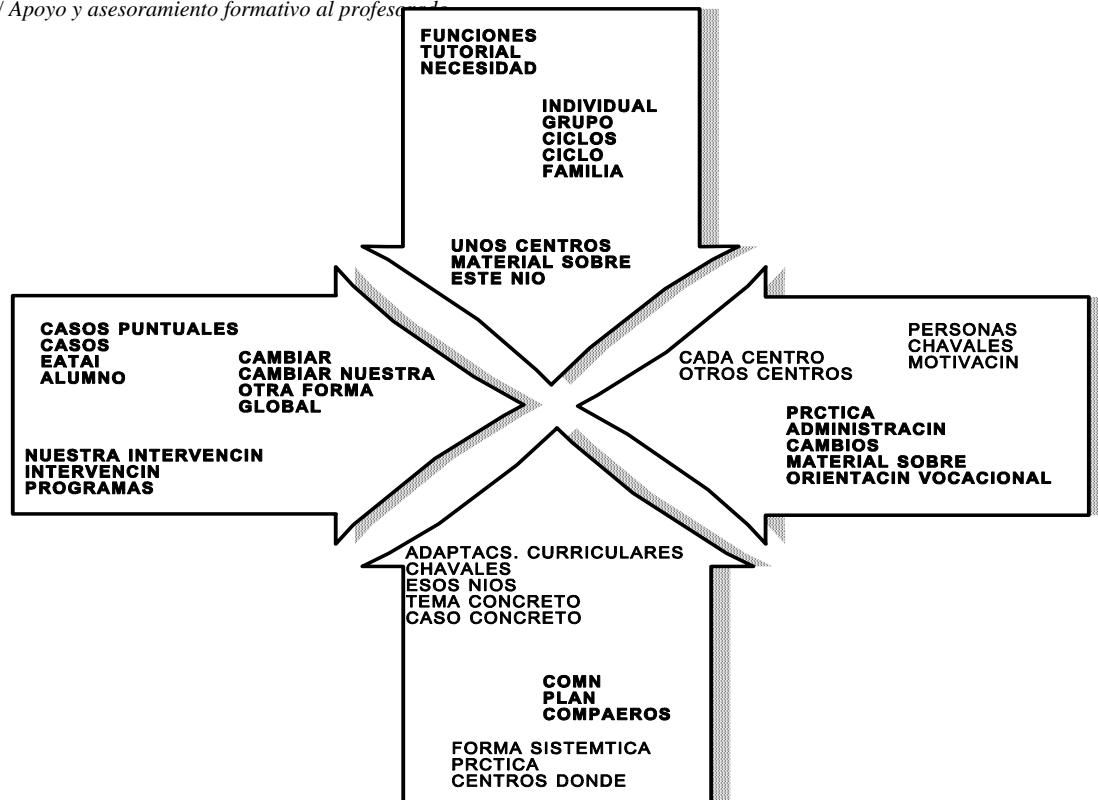 / Apoyo y asesoramiento formativo al profesorado
FUNCIONES
TUTORIAL
NECESIDAD
INDIVIDUAL
GRUPO
CICLOS
CICLO
FAMILIA
UNOS CENTROS
MATERIAL SOBRE
ESTE NIO
CASOS PUNTUALES
CASOS
EATAI
ALUMNO
CAMBIAR
CAMBIAR NUESTRA
OTRA FORMA
GLOBAL
NUESTRA INTERVENCIN
INTERVENCIN
PROGRAMAS
PERSONAS
CHAVALES
MOTIVACIN
CADA CENTRO
OTROS CENTROS
PRCTICA
ADMINISTRACIN
CAMBIOS
MATERIAL SOBRE
ORIENTACIN VOCACIONAL
ADAPTACS. CURRICULARES
CHAVALES
ESOS NIOS
TEMA CONCRETO
CASO CONCRETO
COMN
PLAN
COMPAEROS
FORMA SISTEMTICA
PRCTICA
CENTROS DONDE